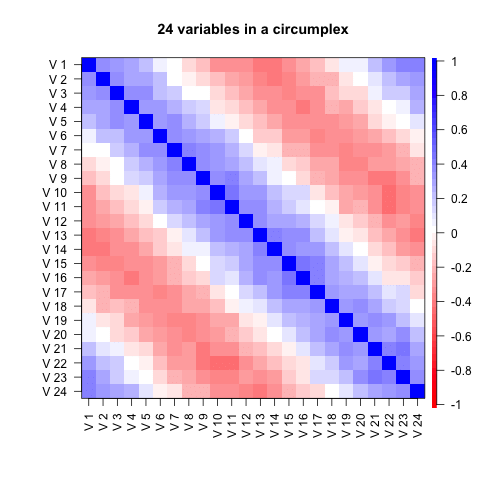 24 variables in a circumplex
V 1
V 2
V 3
V 4
V 5
V 6
V 7
V 8
V 9
V 10
V 11
V 12
V 13
V 14
V 15
V 16
V 17
V 18
V 19
V 20
V 21
V 22
V 23
V 24
1
0.8
0.6
0.4
0.2
0
-0.2
-0.4
-0.6
-0.8
-1
V 1 V 2 V 3 V 4 V 5 V 6 V 7 V 8 V 9 V 10 V 11 V 12 V 13 V 14 V 15 V 16 V 17 V 18 V 19 V 20 V 21 V 22 V 23 V 24